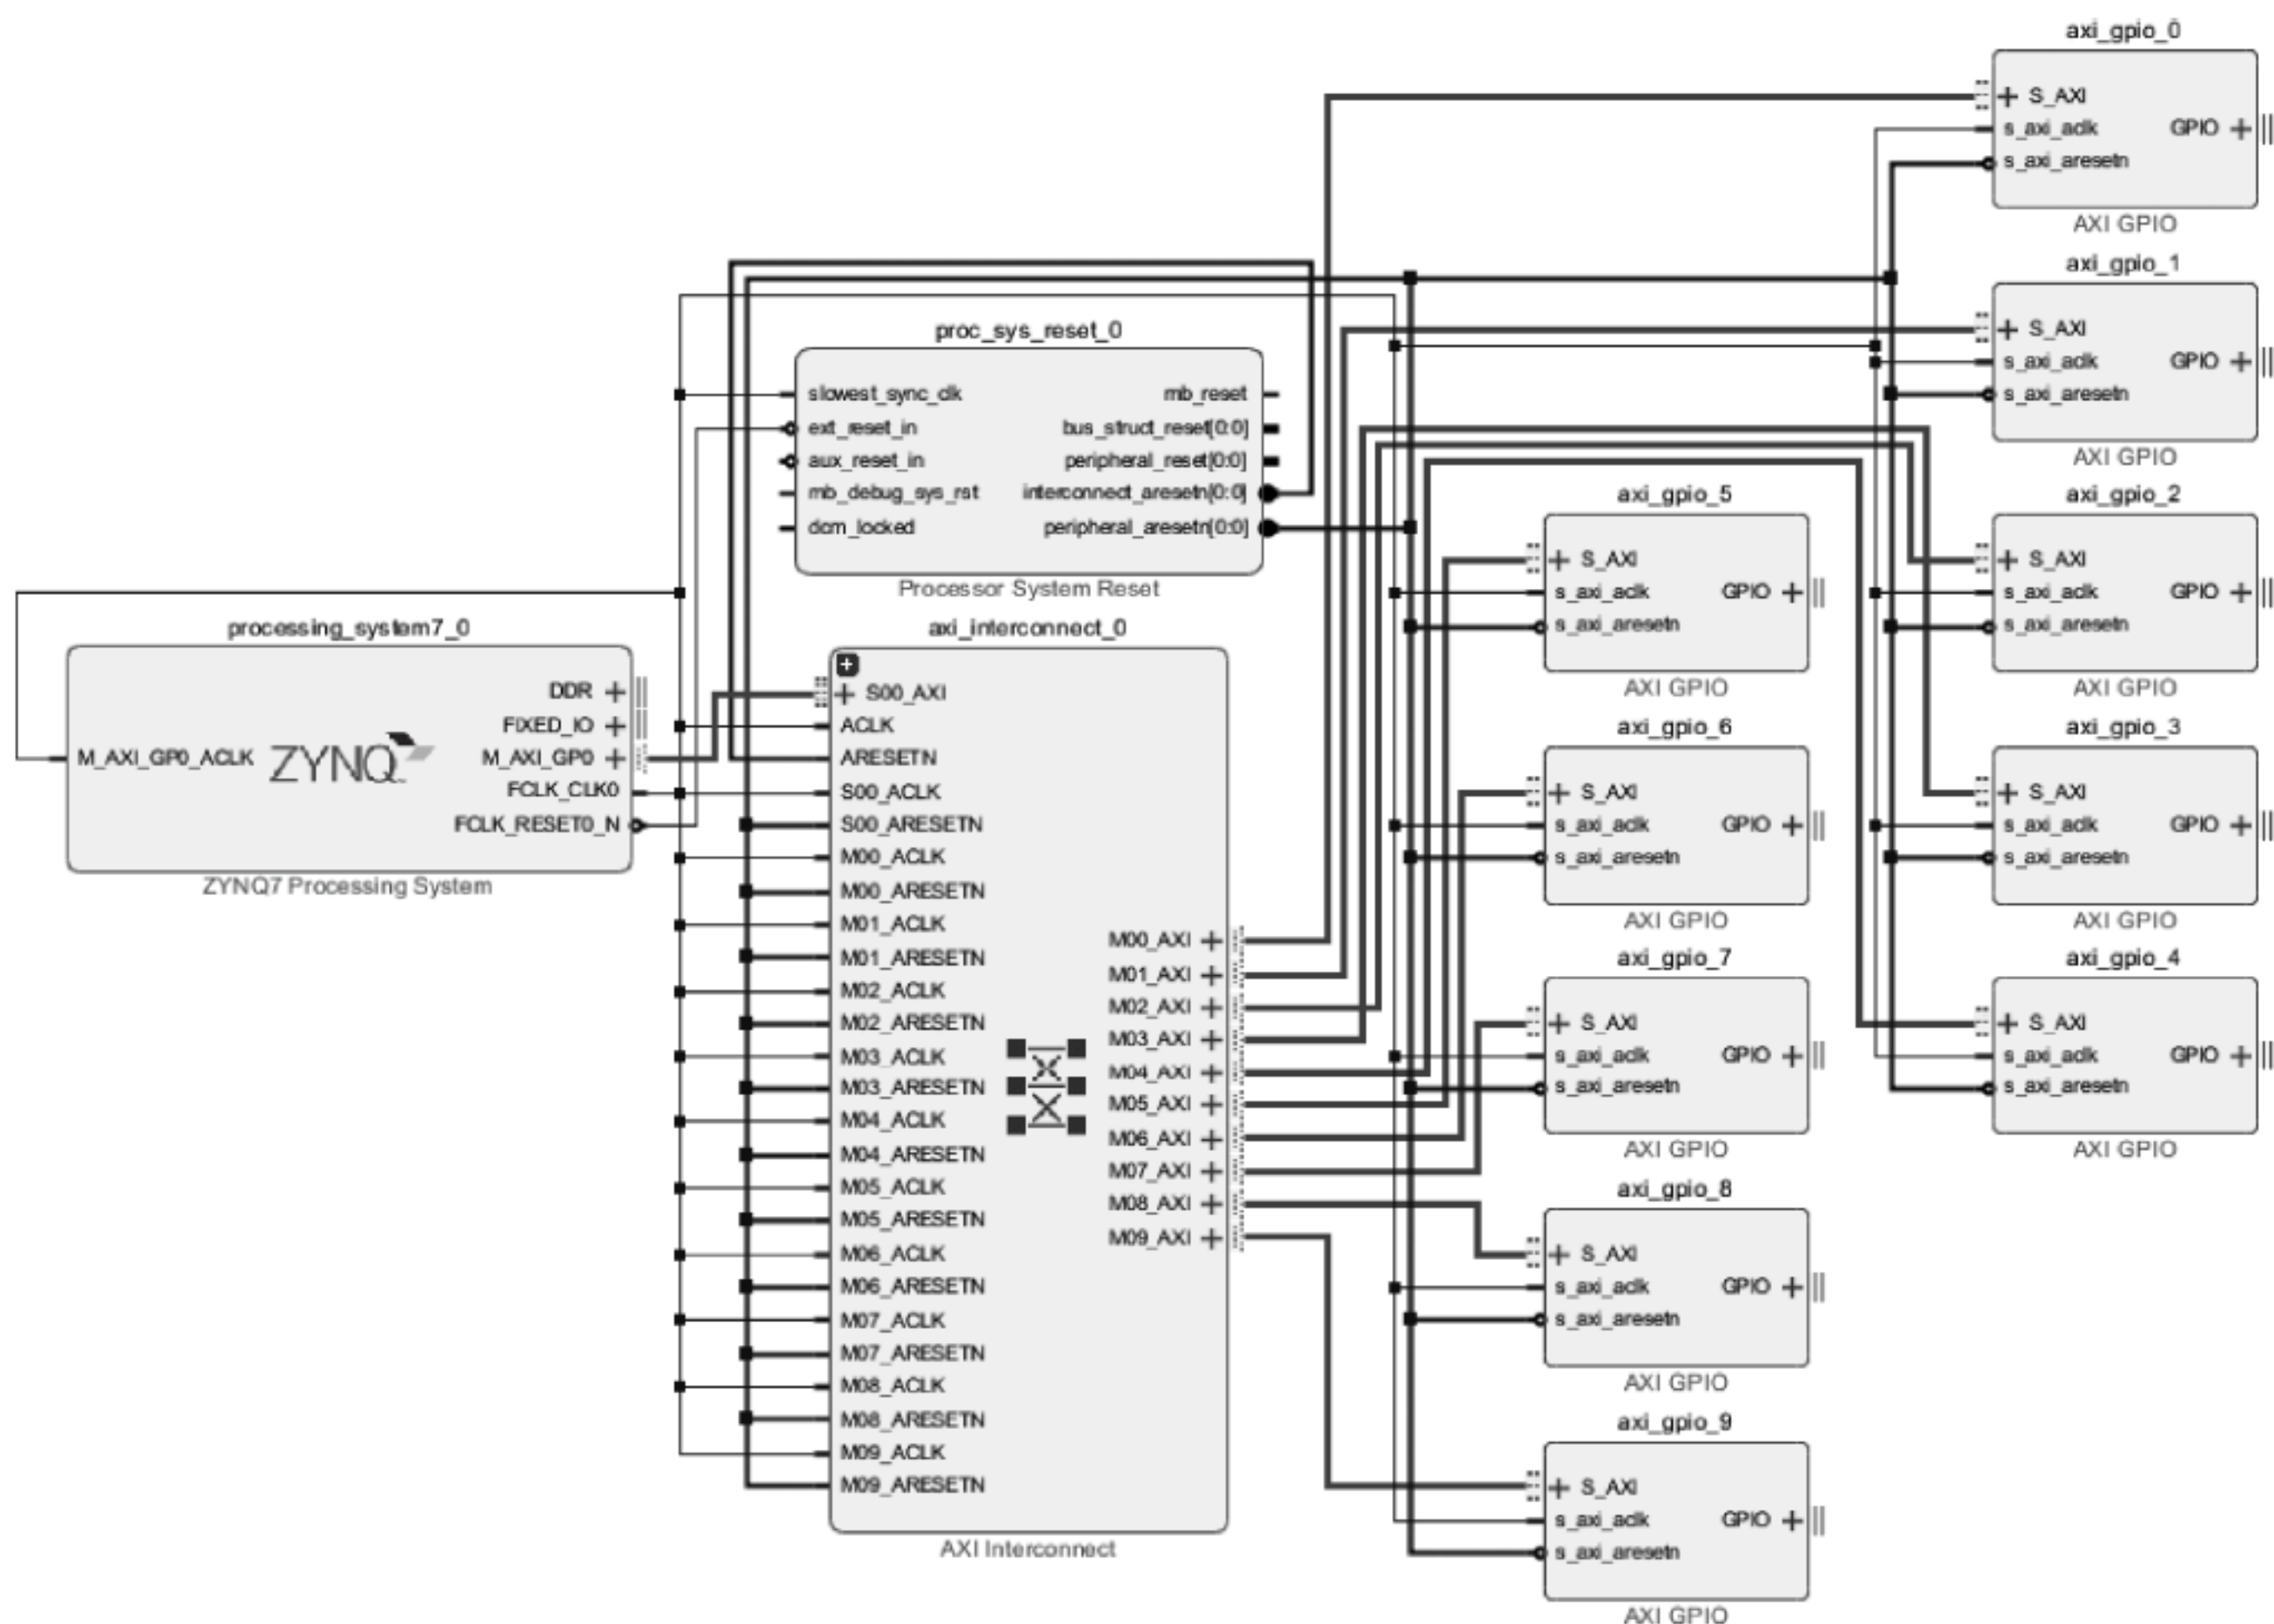 processing_system7_0
DDR
FIXED_IO
M_AXI_GP0_ACLK
ZYNQ
M_AXI_GP0
FCLK_CLK0
FCLK_RESET0_N
ZYNQ7 Processing System
proc_sys_reset_0
slowest_sync_clk
mb_reset
ext_reset_in
bus_struct_reset[0:0]
aux_reset_in
peripheral_reset[0:0]
mb_debug_sys_rst
interconnect_aresetn[0:0]
dcm_locked
peripheral_aresetn[0:0]
Processor System Reset
axi_interconnect_0
S00_AXI
ACLK
ARESETN
S00_ACLK
S00_ARESETN
M00_ACLK
M00_ARESETN
M01_ACLK
M01_ARESETN
M02_ACLK
M02_ARESETN
M03_ACLK
M03_ARESETN
M04_ACLK
M04_ARESETN
M05_ACLK
M05_ARESETN
M06_ACLK
M06_ARESETN
M07_ACLK
M07_ARESETN
M08_ACLK
M08_ARESETN
M09_ACLK
M09_ARESETN
M00_AXI
M01_AXI
M02_AXI
M03_AXI
M04_AXI
M05_AXI
M06_AXI
M07_AXI
M08_AXI
M09_AXI
AXI Interconnect
axi_gpio_5
S_AXI
s_axi_aclk
GPIO
s_axi_aresetn
AXI GPIO
axi_gpio_6
S_AXI
s_axi_aclk
GPIO
s_axi_aresetn
AXI GPIO
axi_gpio_7
S_AXI
s_axi_aclk
GPIO
s_axi_aresetn
AXI GPIO
axi_gpio_8
S_AXI
s_axi_aclk
GPIO
s_axi_aresetn
AXI GPIO
axi_gpio_9
S_AXI
s_axi_aclk
GPIO
s_axi_aresetn
AXI GPIO
axi_gpio_0
S_AXI
s_axi_aclk
GPIO
s_axi_aresetn
AXI GPIO
axi_gpio_1
S_AXI
s_axi_aclk
GPIO
s_axi_aresetn
AXI GPIO
axi_gpio_2
S_AXI
s_axi_aclk
GPIO
s_axi_aresetn
AXI GPIO
axi_gpio_3
S_AXI
s_axi_aclk
GPIO
s_axi_aresetn
AXI GPIO
axi_gpio_4
S_AXI
s_axi_aclk
GPIO
s_axi_aresetn
AXI GPIO